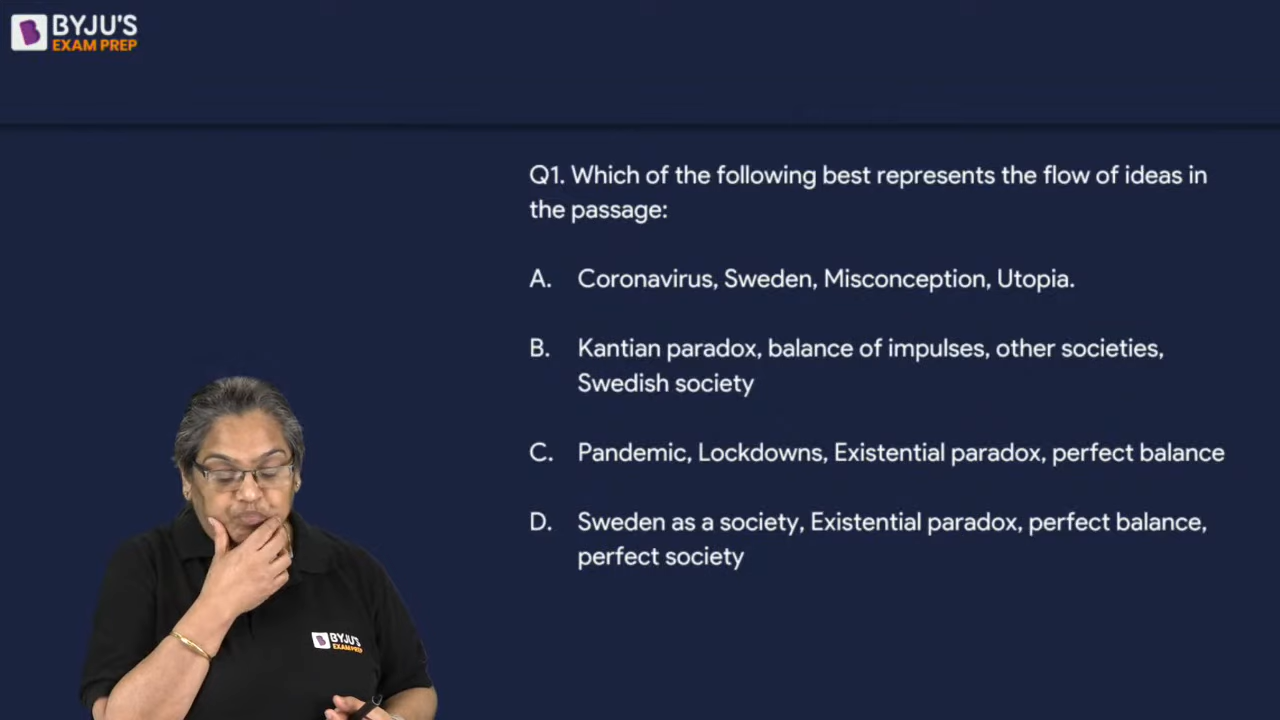 BYJU'S
EXAM PREP
Q1. Which of the following best represents the flow of ideas in
the passage:
A. Coronavirus, Sweden, Misconception, Utopia.
B. Kantian paradox, balance of impulses, other societies,
Swedish society
C. Pandemic, Lockdowns, Existential paradox, perfect balance
D. Sweden as a society, Existential paradox, perfect balance,
perfect society
BYJU'S
EXAM PREP